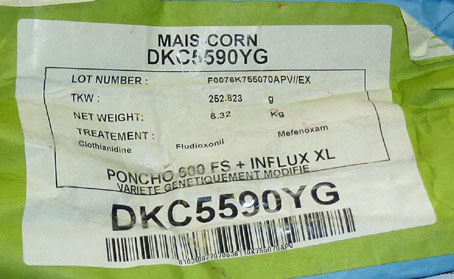 MAIS CORN
DKC5590YG
LOT NUMBER : F0076K765070APV//EX
TKW : 252.823 g
NET WEIGHT: 6.32 Kg
TREATEMENT :
Clothianidine Fludioxonil Mefenoxam
PONCHO 600 FS + INFLUX XL
VARIETE GENETIQUEMENT MODIFIE
DKC5590YG